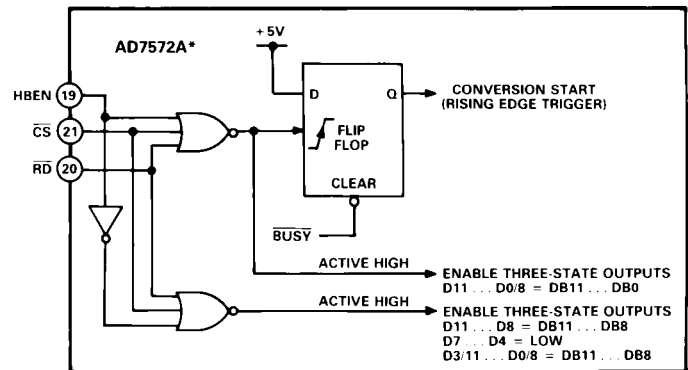 AD7572A*
+5V
HBEN 19
CS 21
RD 20
D Q
CONVERSION START
(RISING EDGE TRIGGER)
FLIP
FLOP
CLEAR
BUSY
ACTIVE HIGH
ENABLE THREE-STATE OUTPUTS
D11 . . . D0/8 = DB11 . . . DB0
ACTIVE HIGH
ENABLE THREE-STATE OUTPUTS
D11 . . . D8 = DB11 . . . DB8
D7 . . . D4 = LOW
D3/11 . . . D0/8 = DB11 . . . DB8